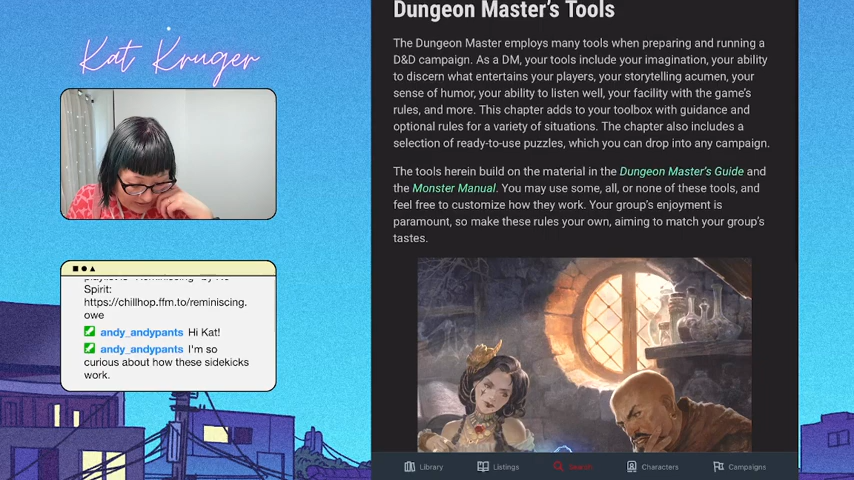 Kat Kruger
Spirit:
https://chillhop.ffm.to/reminiscing.
owe
andy_andypants Hi Kat!
andy_andypants I'm so
curious about how these sidekicks
work.
Dungeon Master's Tools
The Dungeon Master employs many tools when preparing and running a
D&D campaign. As a DM, your tools include your imagination, your ability
to discern what entertains your players, your storytelling acumen, your
sense of humor, your ability to listen well, your facility with the game's
rules, and more. This chapter adds to your toolbox with guidance and
optional rules for a variety of situations. The chapter also includes a
selection of ready-to-use puzzles, which you can drop into any campaign.
The tools herein build on the material in the Dungeon Master's Guide and
the Monster Manual. You may use some, all, or none of these tools, and
feel free to customize how they work. Your group's enjoyment is
paramount, so make these rules your own, aiming to match your group's
tastes.
Library
Listings
Search
Characters
Campaigns